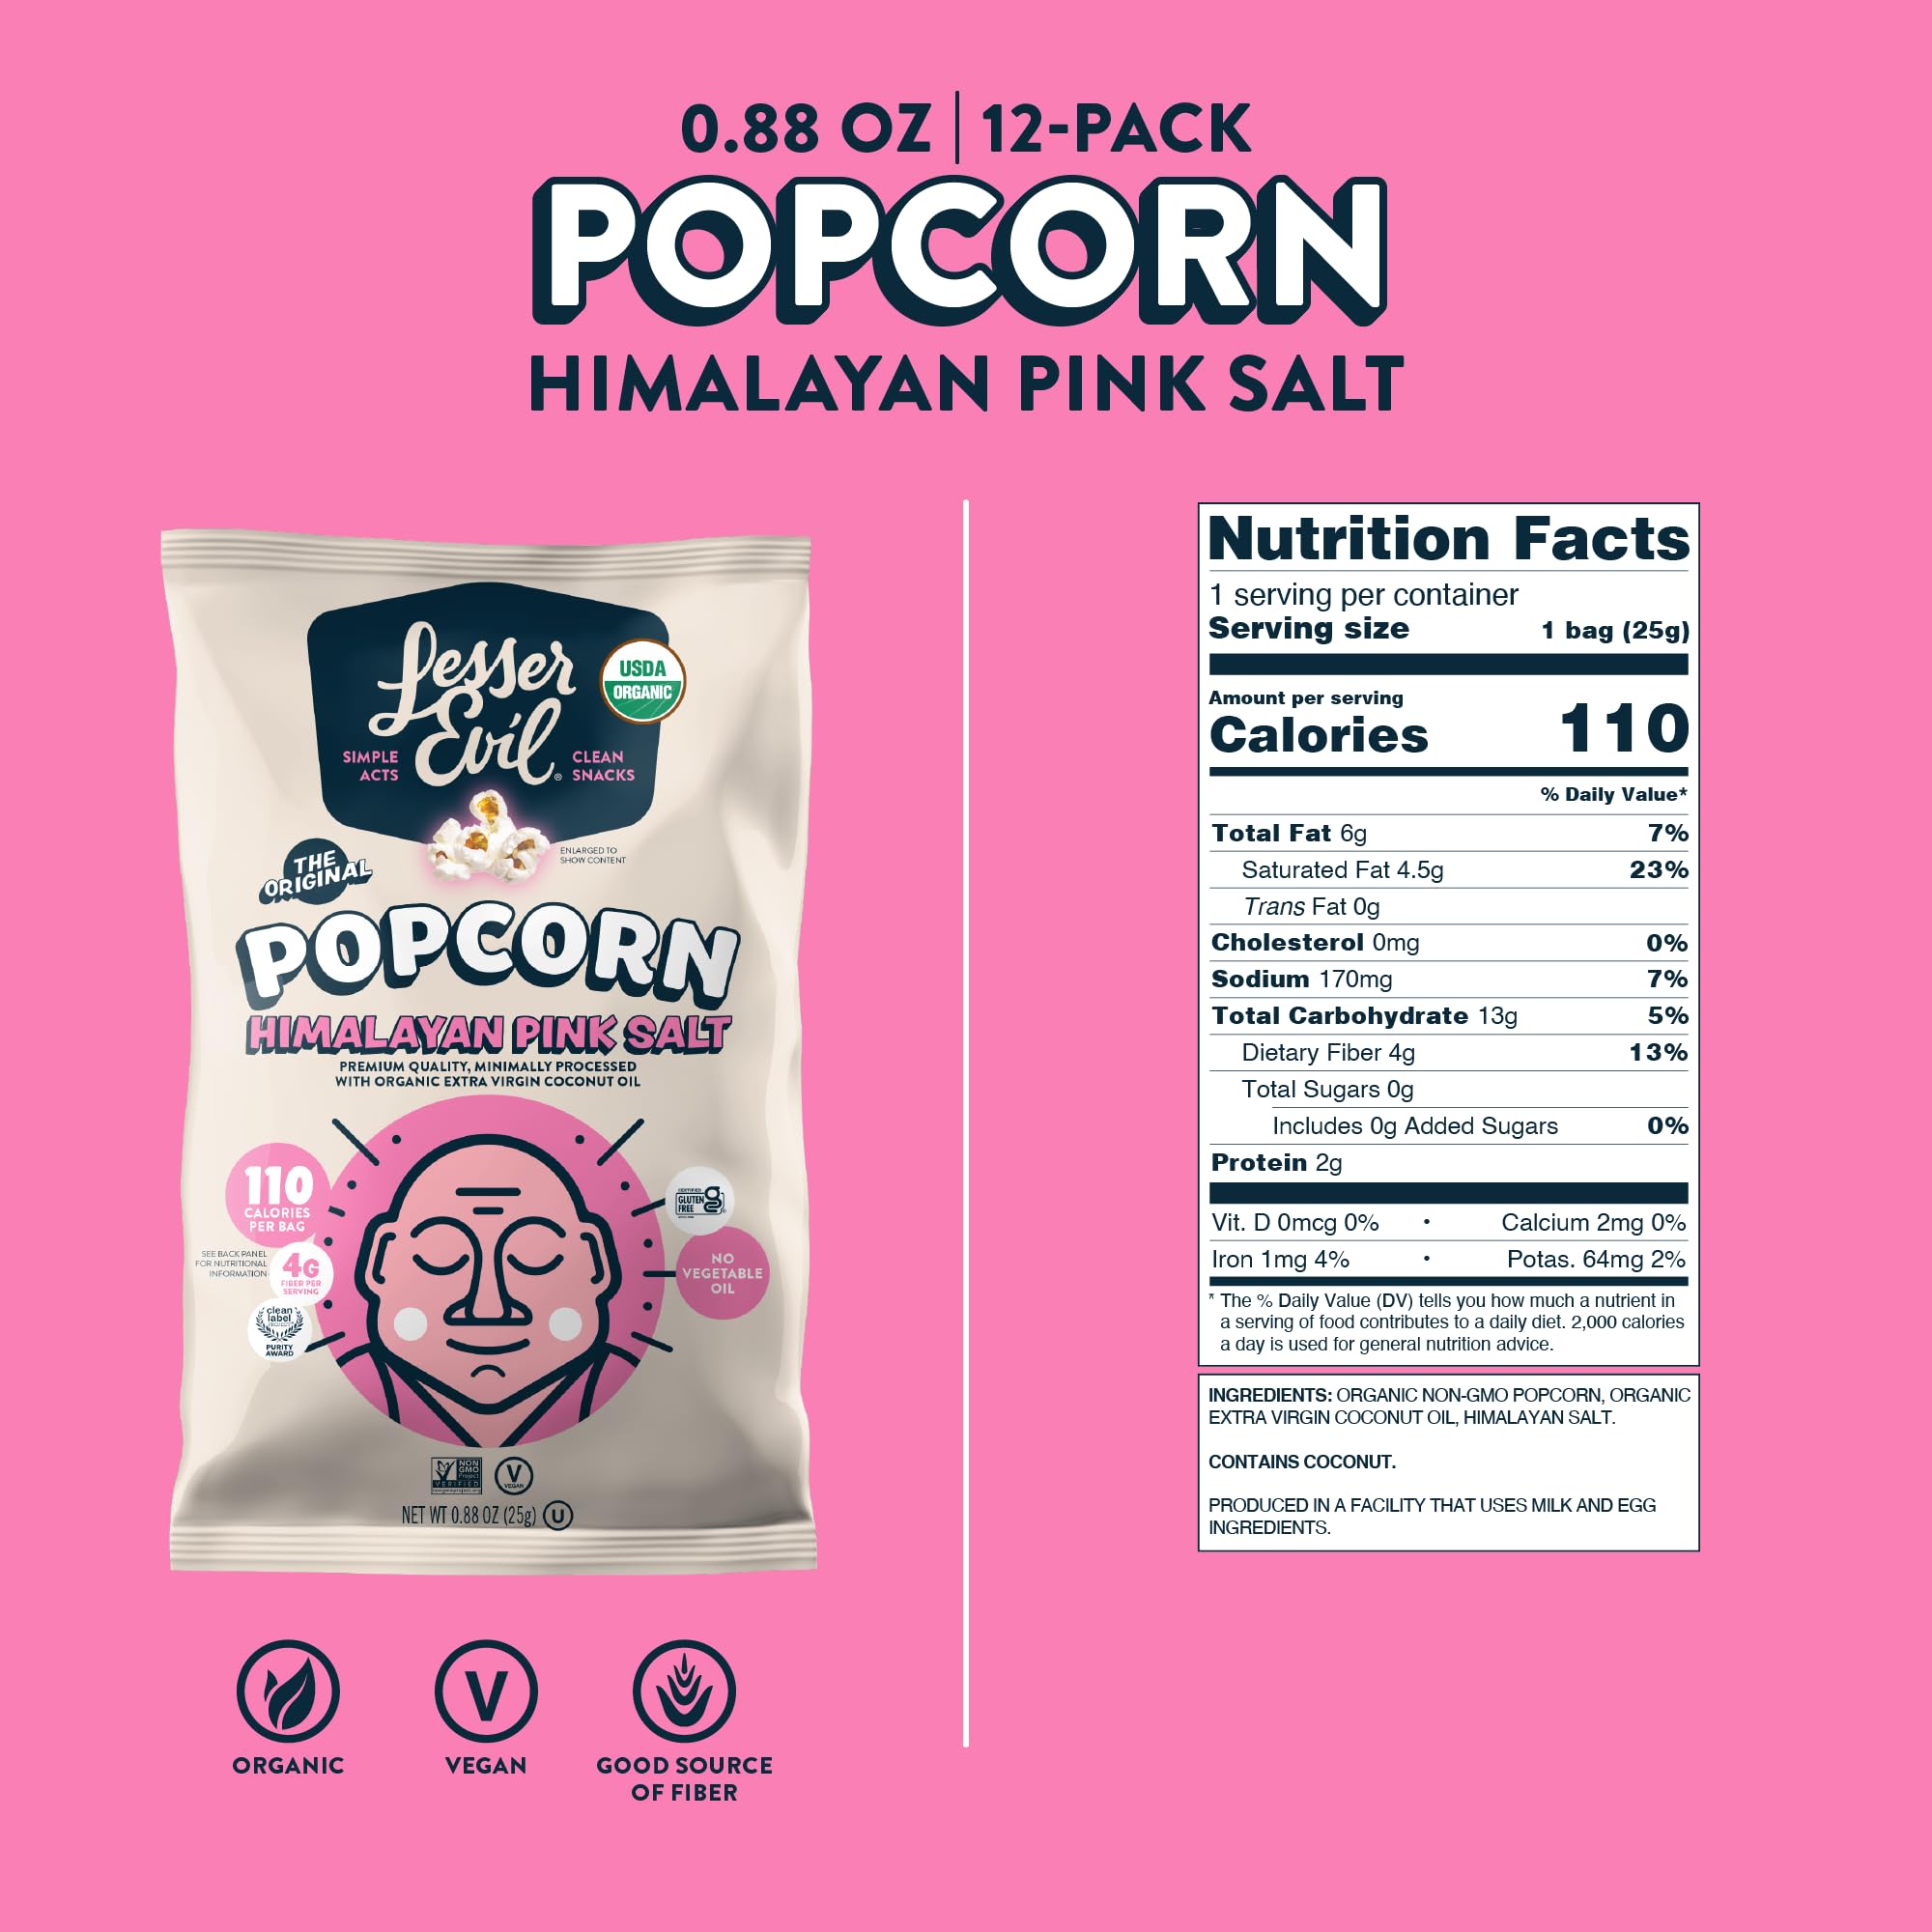 0.88 OZ | 12-PACK
POPCORN
HIMALAYAN PINK SALT
Lesser
Evil®
SIMPLE
ACTS
CLEAN
SNACKS
USDA
ORGANIC
ENLARGED TO
SHOW CONTENT
THE
ORIGINAL
POPCORN
HIMALAYAN PINK SALT
PREMIUM QUALITY, MINIMALLY PROCESSED
WITH ORGANIC EXTRA VIRGIN COCONUT OIL
110
CALORIES
PER BAG
SEE BACK PANEL
FOR NUTRITIONAL
INFORMATION
4G
FIBER PER
SERVING
clean
label
PROJECT
PURITY
AWARD
CERTIFIED
GLUTEN
FREE
NO
VEGETABLE
OIL
NON
GMO
Project
VERIFIED
nongmoproject.org
V
VEGAN
NET WT 0.88 OZ (25g) U
ORGANIC
V
VEGAN
GOOD SOURCE
OF FIBER
Nutrition Facts
1 serving per container
Serving size 1 bag (25g)
Amount per serving
Calories 110
% Daily Value*
Total Fat 6g 7%
Saturated Fat 4.5g 23%
Trans Fat 0g
Cholesterol 0mg 0%
Sodium 170mg 7%
Total Carbohydrate 13g 5%
Dietary Fiber 4g 13%
Total Sugars 0g
Includes 0g Added Sugars 0%
Protein 2g
Vit. D 0mcg 0% • Calcium 2mg 0%
Iron 1mg 4% • Potas. 64mg 2%
* The % Daily Value (DV) tells you how much a nutrient in
a serving of food contributes to a daily diet. 2,000 calories
a day is used for general nutrition advice.
INGREDIENTS: ORGANIC NON-GMO POPCORN, ORGANIC
EXTRA VIRGIN COCONUT OIL, HIMALAYAN SALT.
CONTAINS COCONUT.
PRODUCED IN A FACILITY THAT USES MILK AND EGG
INGREDIENTS.